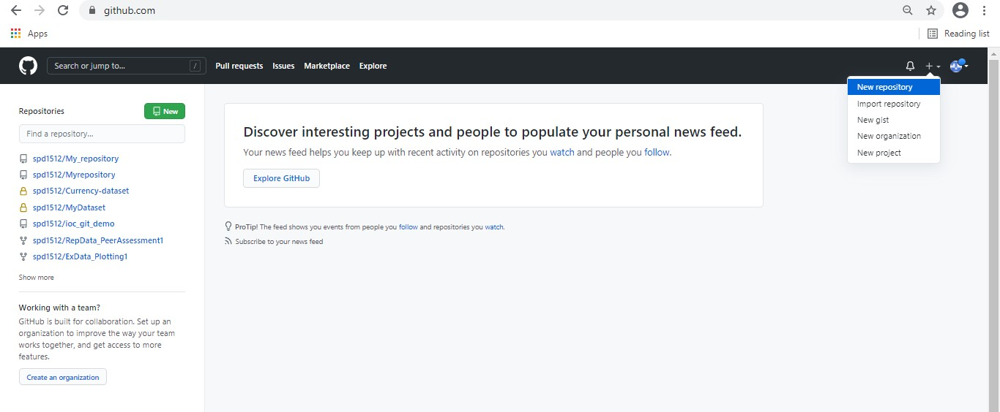 github.com
Apps
Reading list
Search or jump to... /
Pull requests Issues Marketplace Explore
New repository
Import repository
New gist
New organization
New project
Repositories
New
Find a repository...
spd1512/My_repository
spd1512/Myrepository
spd1512/Currency-dataset
spd1512/MyDataset
spd1512/ioc_git_demo
spd1512/RepData_PeerAssessment1
spd1512/ExData_Plotting1
Show more
Working with a team?
GitHub is built for collaboration. Set up an
organization to improve the way your team
works together, and get access to more
features.
Create an organization
Discover interesting projects and people to populate your personal news feed.
Your news feed helps you keep up with recent activity on repositories you watch and people you follow.
Explore GitHub
ProTip! The feed shows you events from people you follow and repositories you watch.
Subscribe to your news feed